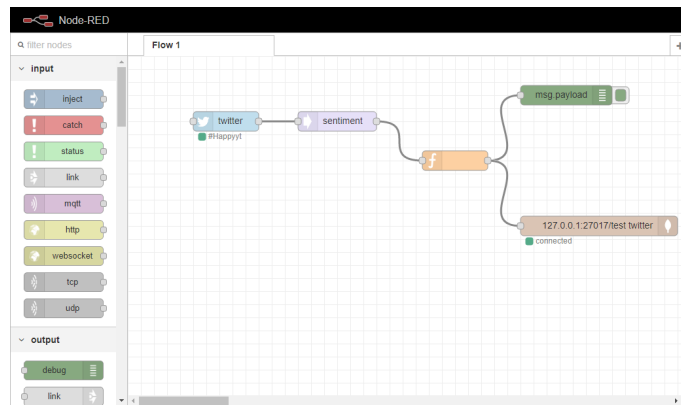 Node-RED
filter nodes
Flow 1
+
input
inject
catch
status
link
mqtt
http
websocket
tcp
udp
output
debug
link
twitter
#Happyyt
sentiment
f
msg.payload
127.0.0.1:27017/test twitter
connected